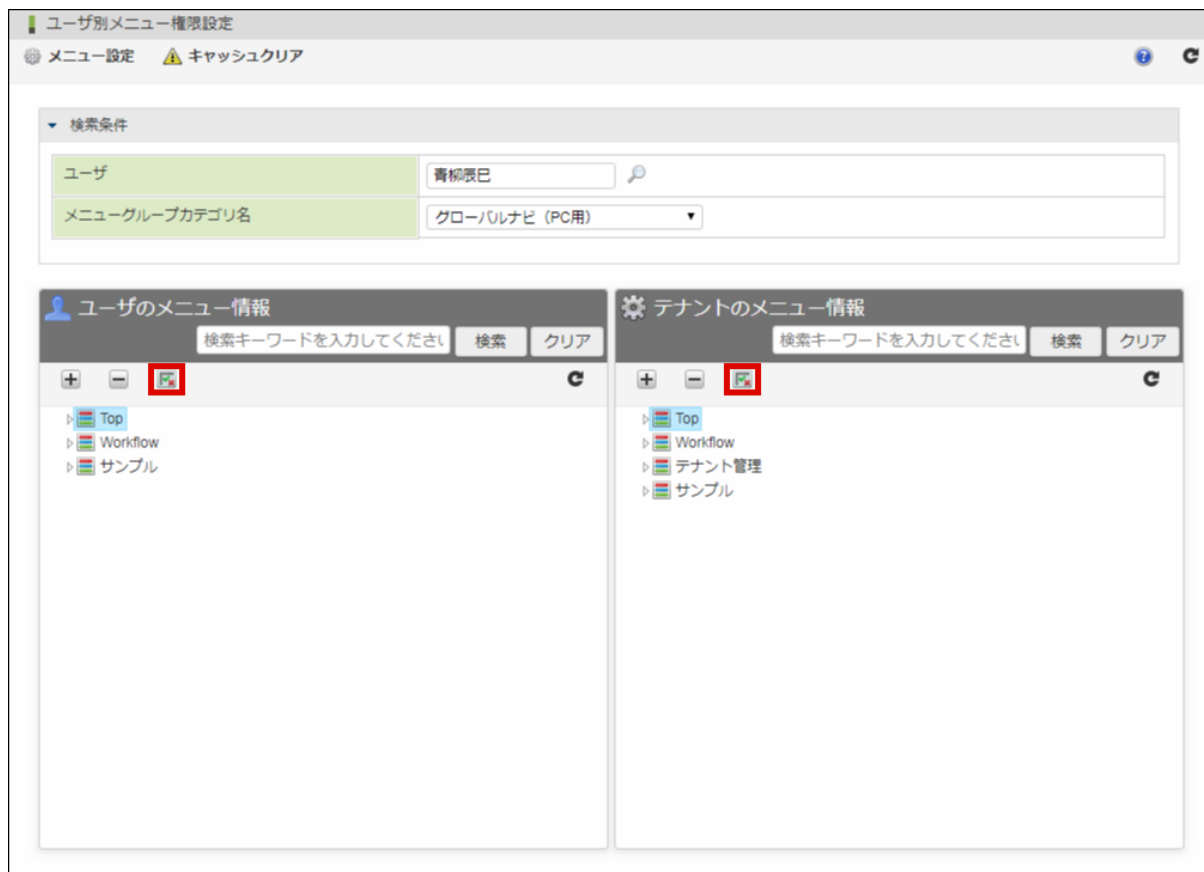 ユーザ別メニュー権限設定
メニュー設定 キャッシュクリア
検索条件
ユーザ 青柳辰巳
メニューグループカテゴリ名 グローバルナビ（PC用）
ユーザのメニュー情報
検索キーワードを入力してくださ 検索 クリア
Top
Workflow
サンプル
テナントのメニュー情報
検索キーワードを入力してくださ 検索 クリア
Top
Workflow
テナント管理
サンプル